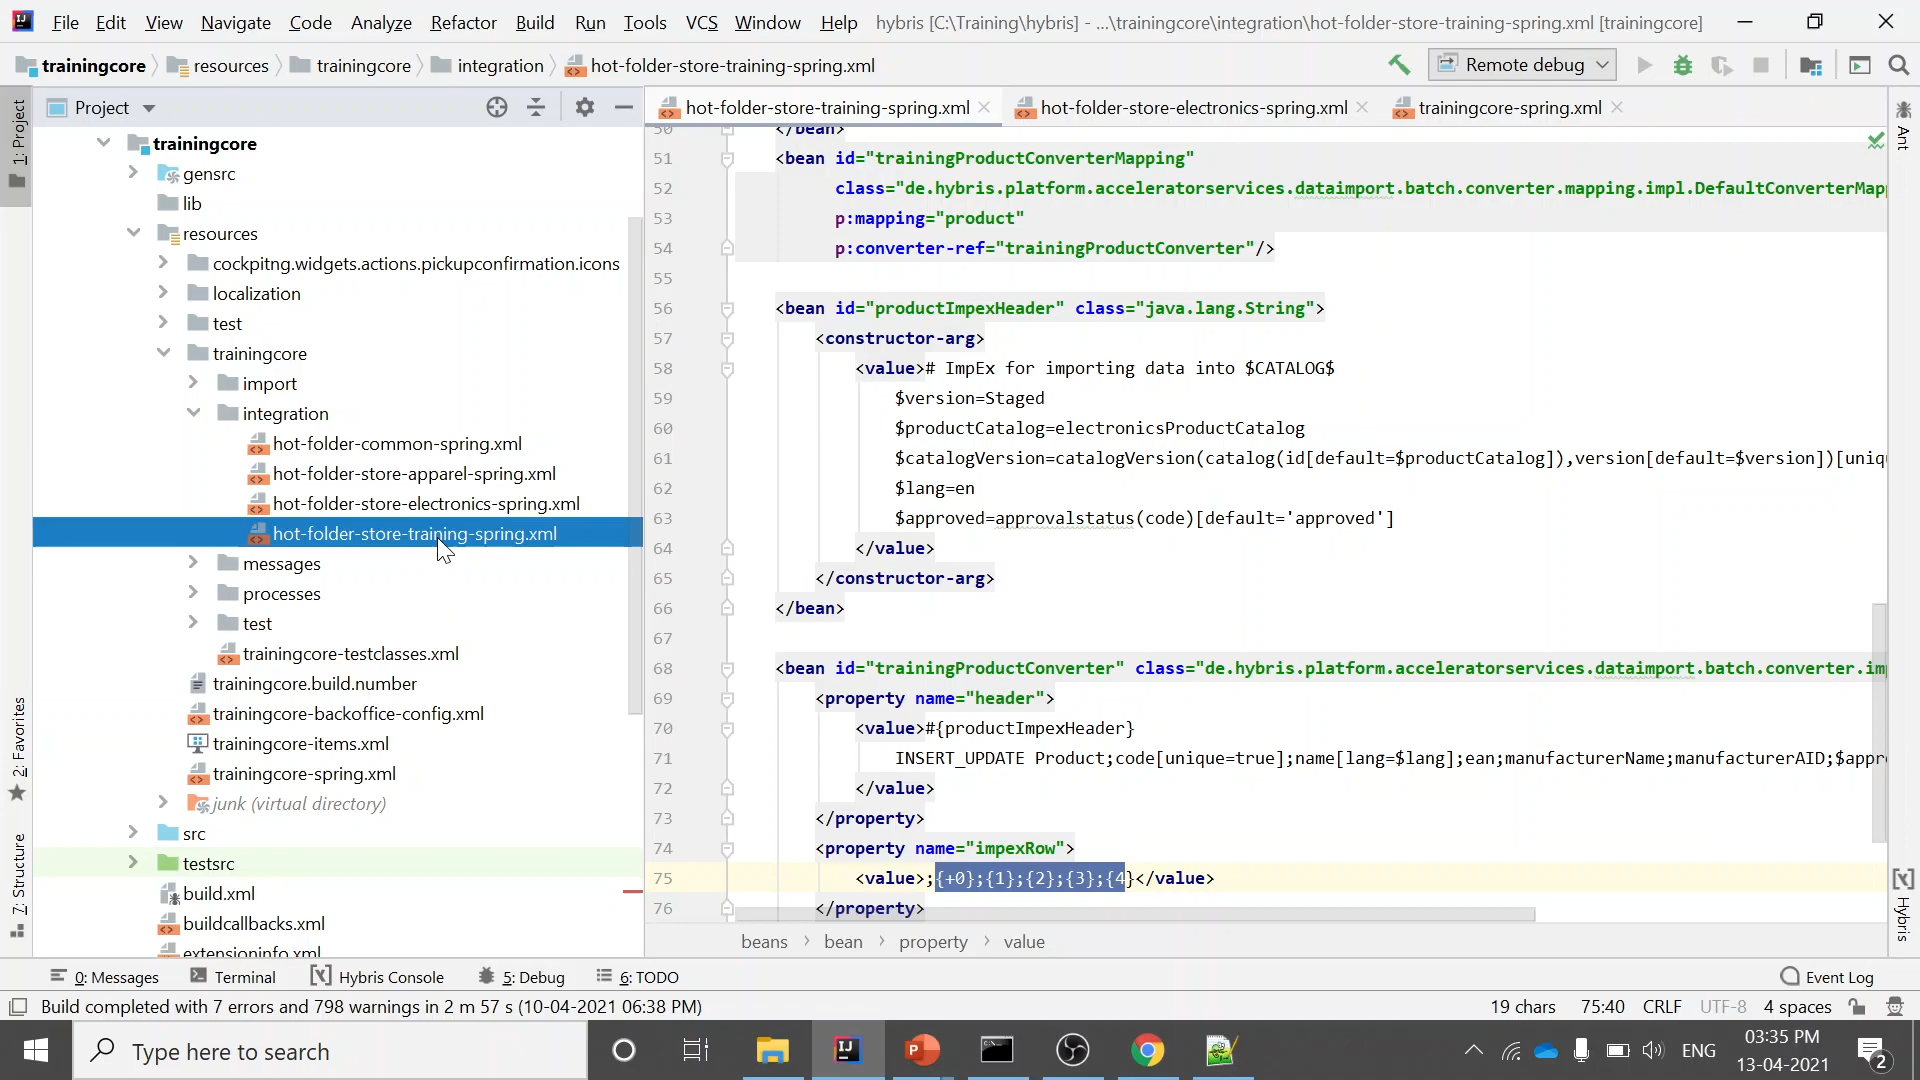 File Edit View Navigate Code Analyze Refactor Build Run Tools VCS Window Help hybris [C:\Training\hybris] - ...\trainingcore\integration\hot-folder-store-training-spring.xml [trainingcore]
trainingcore resources trainingcore integration hot-folder-store-training-spring.xml Remote debug
1: Project
2: Favorites
7: Structure
Project
trainingcore
gensrc
lib
resources
cockpitng.widgets.actions.pickupconfirmation.icons
localization
test
trainingcore
import
integration
hot-folder-common-spring.xml
hot-folder-store-apparel-spring.xml
hot-folder-store-electronics-spring.xml
hot-folder-store-training-spring.xml
messages
processes
test
trainingcore-testclasses.xml
trainingcore.build.number
trainingcore-backoffice-config.xml
trainingcore-items.xml
trainingcore-spring.xml
junk (virtual directory)
src
testsrc
build.xml
buildcallbacks.xml
extensioninfo.xml
hot-folder-store-training-spring.xml hot-folder-store-electronics-spring.xml trainingcore-spring.xml
50 </bean>
51 <bean id="trainingProductConverterMapping"
52 class="de.hybris.platform.acceleratorservices.dataimport.batch.converter.mapping.impl.DefaultConverterMap
53 p:mapping="product"
54 p:converter-ref="trainingProductConverter"/>
55
56 <bean id="productImpexHeader" class="java.lang.String">
57 <constructor-arg>
58 <value># ImpEx for importing data into $CATALOG$
59 $version=Staged
60 $productCatalog=electronicsProductCatalog
61 $catalogVersion=catalogVersion(catalog(id[default=$productCatalog]),version[default=$version])[uniq
62 $lang=en
63 $approved=approvalstatus(code)[default='approved']
64 </value>
65 </constructor-arg>
66 </bean>
67
68 <bean id="trainingProductConverter" class="de.hybris.platform.acceleratorservices.dataimport.batch.converter.im
69 <property name="header">
70 <value>#{productImpexHeader}
71 INSERT_UPDATE Product;code[unique=true];name[lang=$lang];ean;manufacturerName;manufacturerAID;$appr
72 </value>
73 </property>
74 <property name="impexRow">
75 <value>;{+0};{1};{2};{3};{4}</value>
76 </property>
beans bean property value
Ant
Hybris
0: Messages Terminal Hybris Console 5: Debug 6: TODO Event Log
Build completed with 7 errors and 798 warnings in 2 m 57 s (10-04-2021 06:38 PM) 19 chars 75:40 CRLF UTF-8 4 spaces
Type here to search ENG 03:35 PM
13-04-2021 2